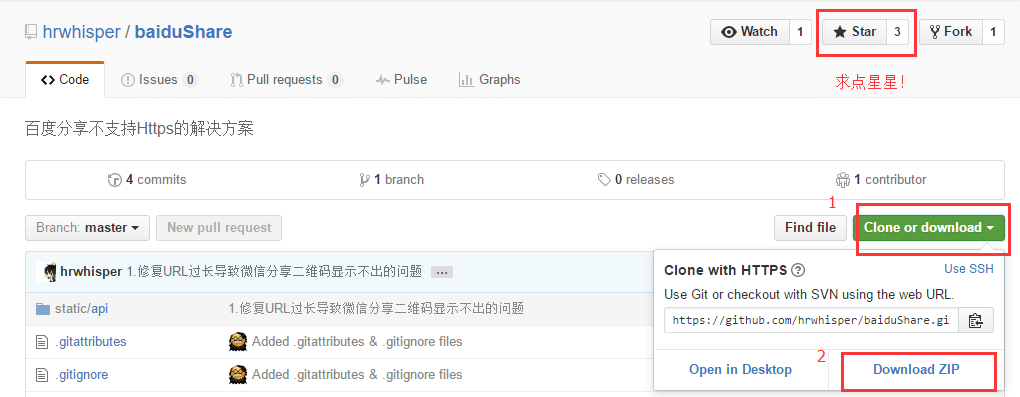 hrwhisper / baiduShare Watch 1 Star 3 Fork 1
Code Issues 0 Pull requests 0 Pulse Graphs 求点星星!
百度分享不支持Https的解决方案
4 commits 1 branch 0 releases 1 contributor
1
Branch: master New pull request Find file Clone or download
hrwhisper 1.修复URL过长导致微信分享二维码显示不出的问题 ...
static/api 1.修复URL过长导致微信分享二维码显示不出的问题
.gitattributes Added .gitattributes & .gitignore files
.gitignore Added .gitattributes & .gitignore files
Clone with HTTPS ? Use SSH
Use Git or checkout with SVN using the web URL.
https://github.com/hrwhisper/baiduShare.gi
2
Open in Desktop Download ZIP